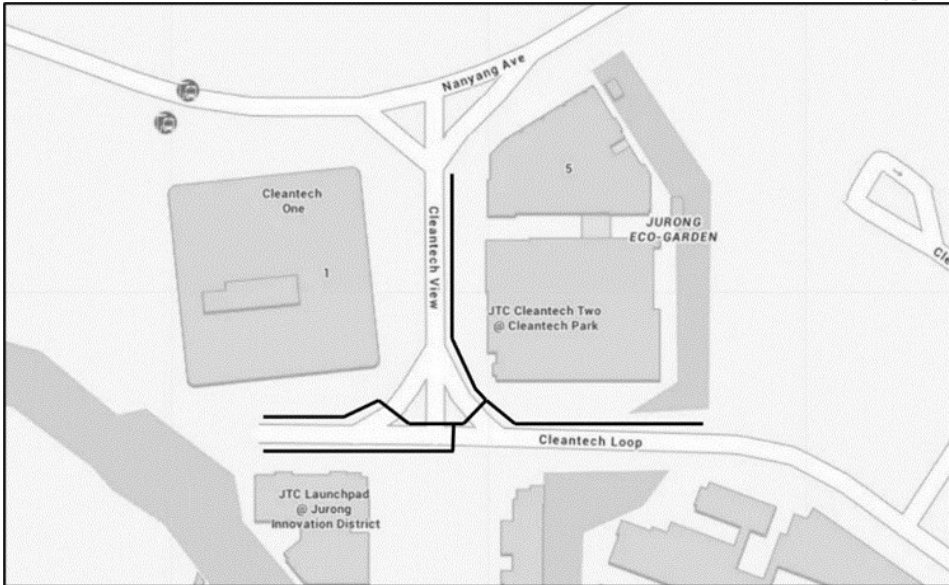 Nanyang Ave
Cleantech
One
5
JURONG
ECO-GARDEN
Cleantech View
1
JTC Cleantech Two
@ Cleantech Park
Cleantech Loop
JTC Launchpad
@ Jurong
Innovation District